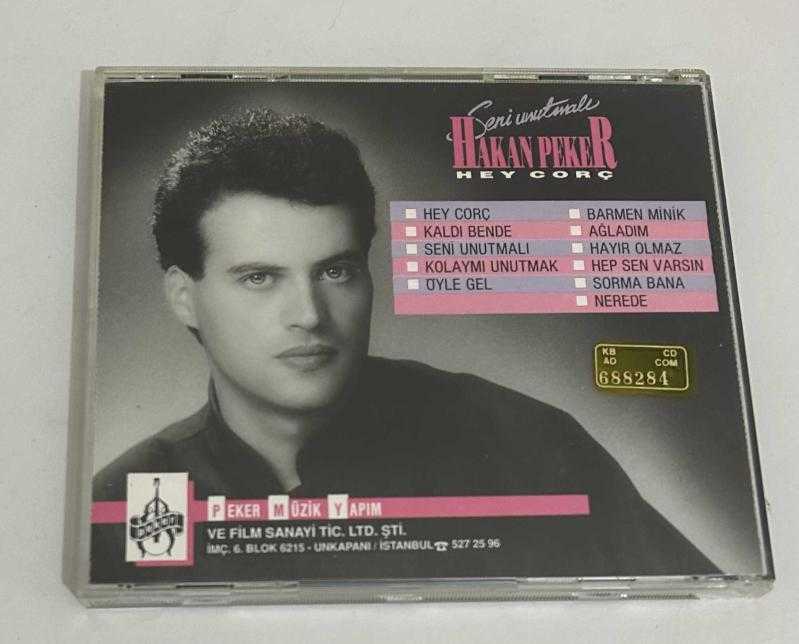 Seni unutmalı
HAKAN PEKER
HEY CORÇ
HEY CORÇ
KALDI BENDE
SENİ UNUTMALI
KOLAYMI UNUTMAK
ÖYLE GEL
BARMEN MİNİK
AĞLADIM
HAYIR OLMAZ
HEP SEN VARSIN
SORMA BANA
NEREDE
KB CD
AD COM
688284
peker
PEKER MÜZİK YAPIM
VE FİLM SANAYİ TİC. LTD. ŞTİ.
İMÇ. 6. BLOK 6215 - UNKAPANI / İSTANBUL ☎ 527 25 96